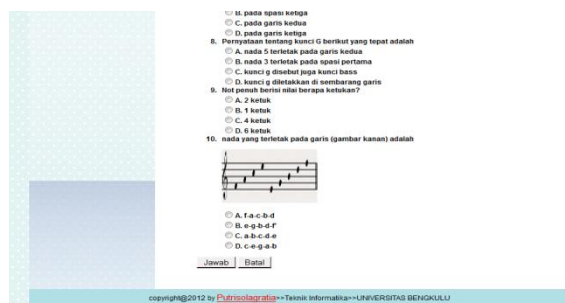 B. pada spasi ketiga
C. pada garis kedua
D. pada garis ketiga
8. Pernyataan tentang kunci G berikut yang tepat adalah
A. nada 5 terletak pada garis kedua
B. nada 3 terletak pada spasi pertama
C. kunci g disebut juga kunci bass
D. kunci g diletakkan di sembarang garis
9. Not penuh berisi nilai berapa ketukan?
A. 2 ketuk
B. 1 ketuk
C. 4 ketuk
D. 6 ketuk
10. nada yang terletak pada garis (gambar kanan) adalah
A. f-a-c-b-d
B. e-g-b-d-f'
C. a-b-c-d-e
D. c-e-g-a-b
Jawab Batal
copyright@2012 by Putrisolagratia>>Teknik Informatika>>UNIVERSITAS BENGKULU